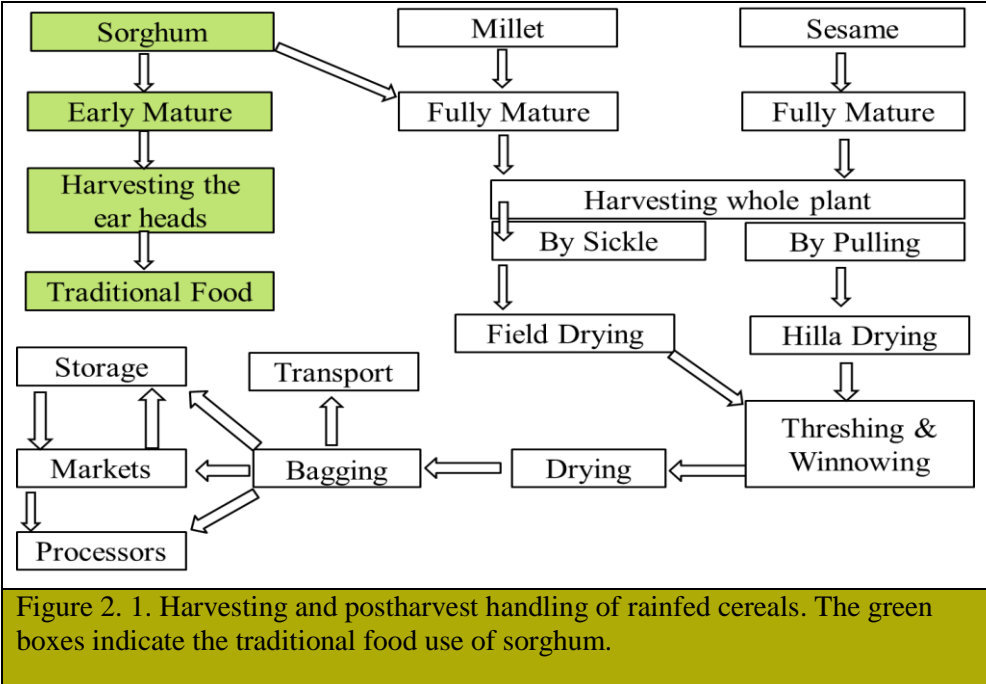 Sorghum
Millet
Sesame
Early Mature
Fully Mature
Fully Mature
Harvesting the
ear heads
Harvesting whole plant
By Sickle
By Pulling
Traditional Food
Field Drying
Hilla Drying
Storage
Transport
Threshing &
Winnowing
Markets
Bagging
Drying
Processors
Figure 2. 1. Harvesting and postharvest handling of rainfed cereals. The green
boxes indicate the traditional food use of sorghum.